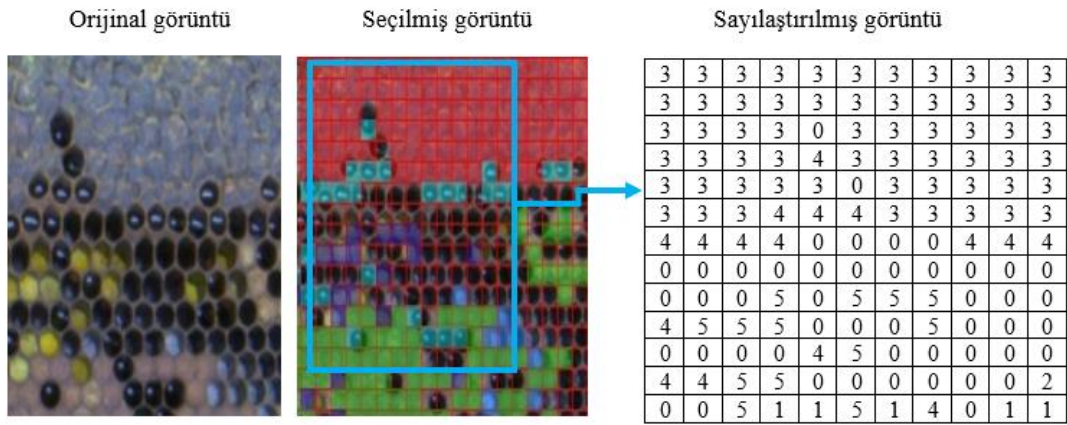 Orijinal görüntü Seçilmiş görüntü Sayılaştırılmış görüntü
3 3 3 3 3 3 3 3 3 3 3
3 3 3 3 3 3 3 3 3 3 3
3 3 3 3 0 3 3 3 3 3 3
3 3 3 3 4 3 3 3 3 3 3
3 3 3 3 3 0 3 3 3 3 3
3 3 3 4 4 4 3 3 3 3 3
4 4 4 4 0 0 0 0 4 4 4
0 0 0 0 0 0 0 0 0 0 0
0 0 0 5 0 5 5 5 0 0 0
4 5 5 5 0 0 0 5 0 0 0
0 0 0 0 4 5 0 0 0 0 0
4 4 5 5 0 0 0 0 0 0 2
0 0 5 1 1 5 1 4 0 1 1